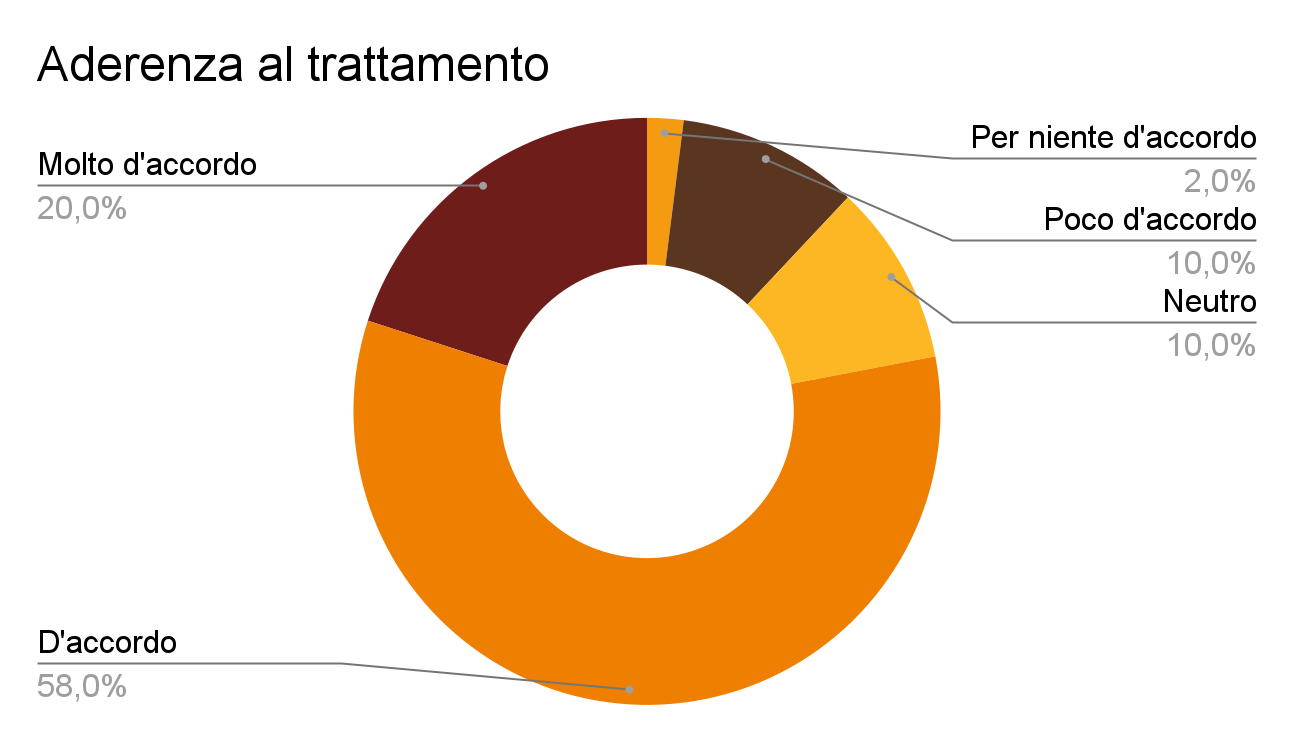 Aderenza al trattamento
Molto d'accordo
20,0%
D'accordo
58,0%
Per niente d'accordo
2,0%
Poco d'accordo
10,0%
Neutro
10,0%